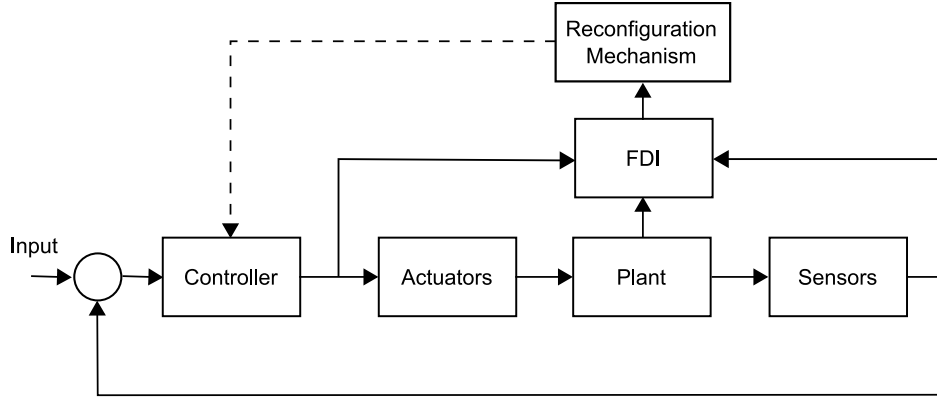 Reconfiguration
Mechanism
FDI
Input
Controller
Actuators
Plant
Sensors